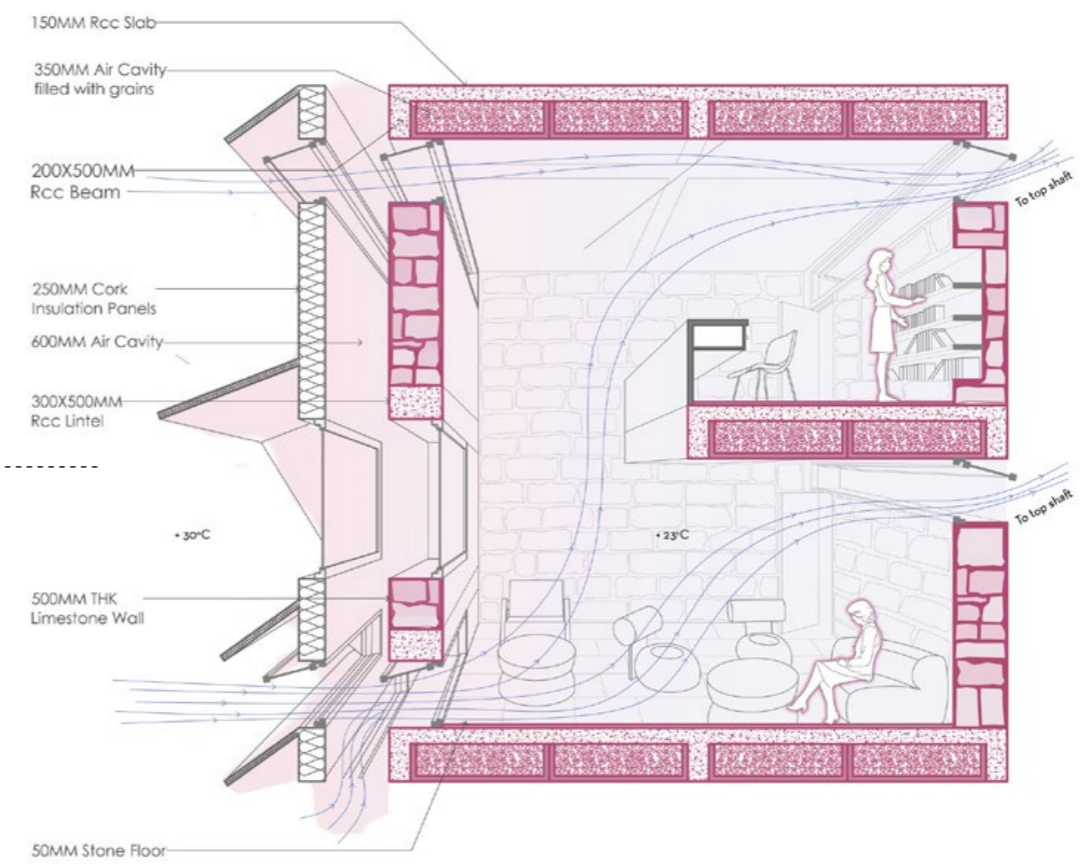 150MM Rcc Slab
350MM Air Cavity
filled with grains
200X500MM
Rcc Beam
To top shaft
250MM Cork
Insulation Panels
600MM Air Cavity
300X500MM
Rcc Lintel
+ 30°C
+ 23°C
To top shaft
500MM THK
Limestone Wall
50MM Stone Floor